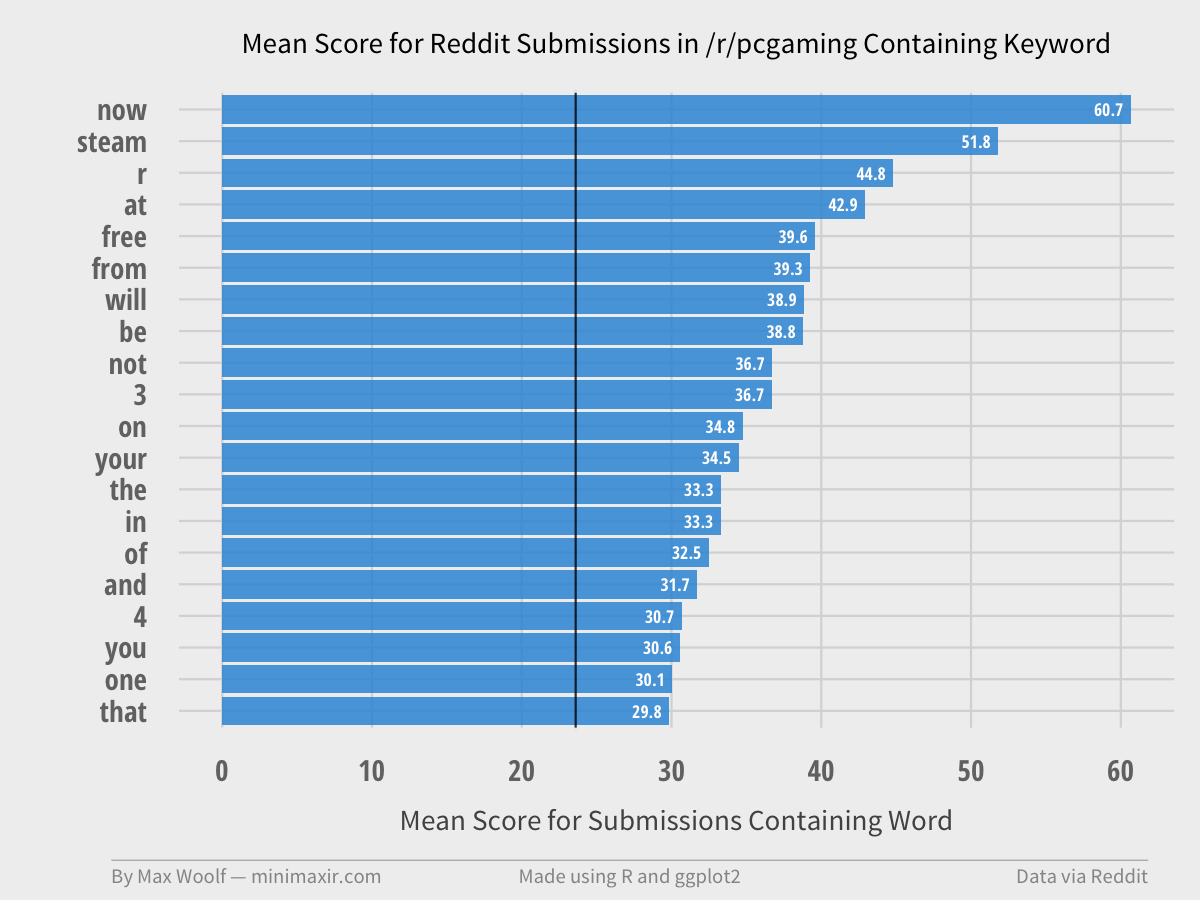 Mean Score for Reddit Submissions in /r/pcgaming Containing Keyword
now 60.7
steam 51.8
r 44.8
at 42.9
free 39.6
from 39.3
will 38.9
be 38.8
not 36.7
3 36.7
on 34.8
your 34.5
the 33.3
in 33.3
of 32.5
and 31.7
4 30.7
you 30.6
one 30.1
that 29.8
0 10 20 30 40 50 60
Mean Score for Submissions Containing Word
By Max Woolf — minimaxir.com Made using R and ggplot2 Data via Reddit